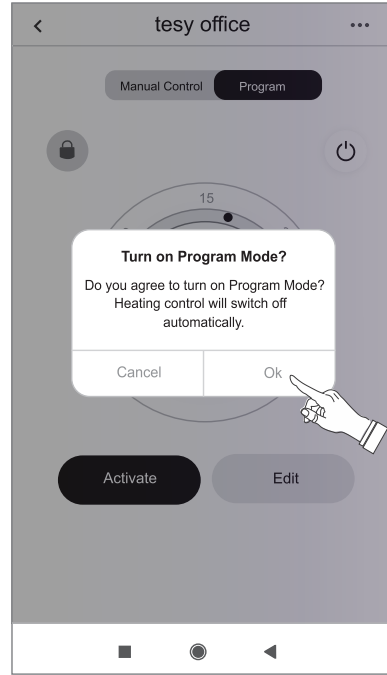 tesy office
Manual Control Program
15
Turn on Program Mode?
Do you agree to turn on Program Mode?
Heating control will switch off
automatically.
Cancel Ok
Activate Edit